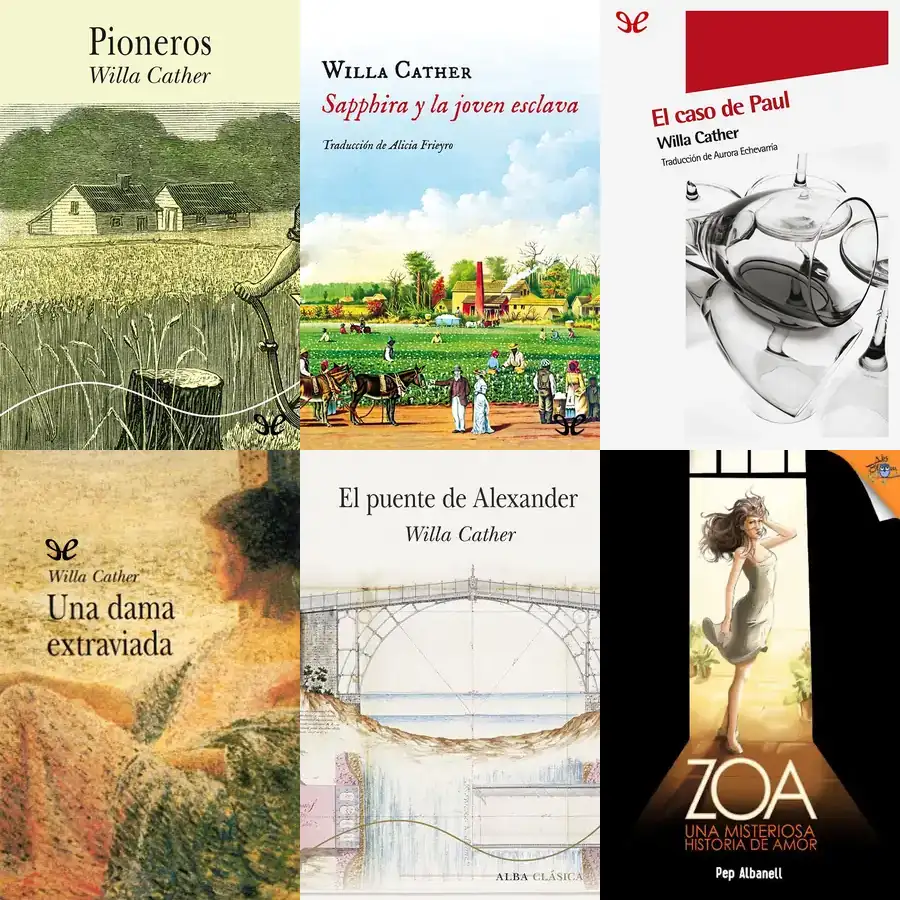 Pioneros
Willa Cather
WILLA CATHER
Sapphira y la joven esclava
Traducción de Alicia Frieyro
El caso de Paul
Willa Cather
Traducción de Aurora Echevarría
Willa Cather
Una dama
extraviada
El puente de Alexander
Willa Cather
ALBA CLÁSICA
ZOA
UNA MISTERIOSA
HISTORIA DE AMOR
Pep Albanell